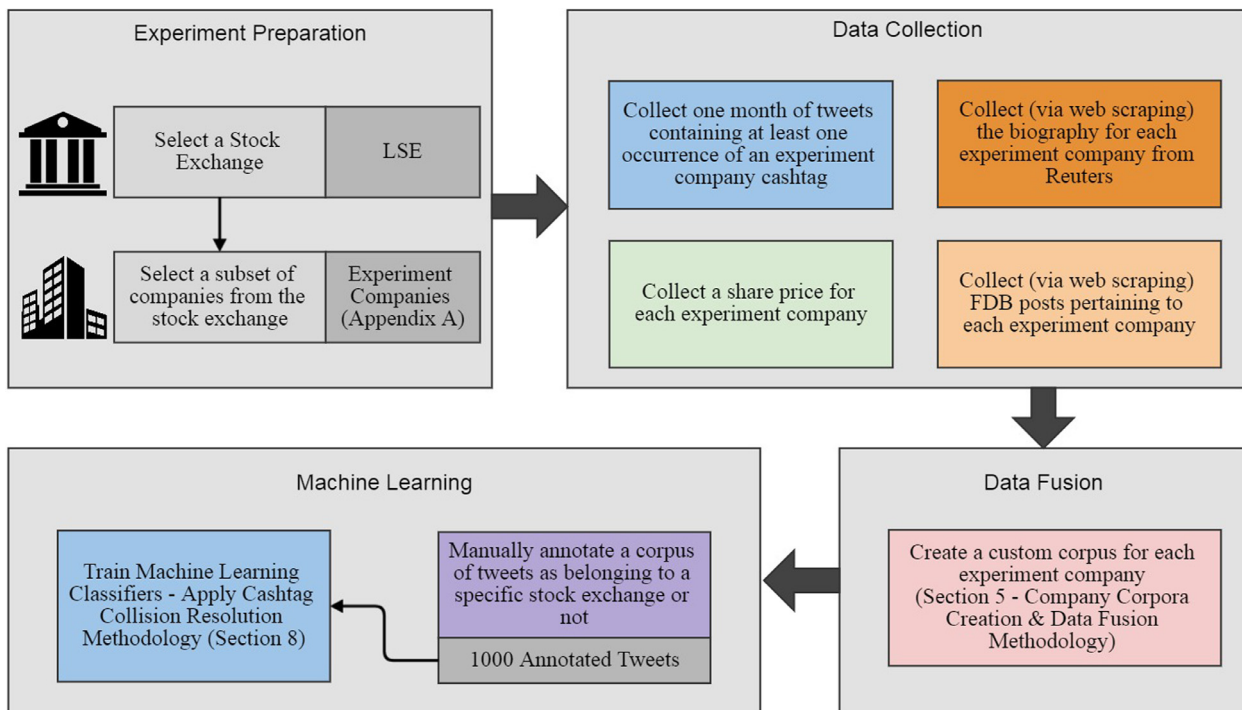 Experiment Preparation
Select a Stock
Exchange
LSE
Select a subset of
companies from the
stock exchange
Experiment
Companies
(Appendix A)
Data Collection
Collect one month of tweets
containing at least one
occurrence of an experiment
company cashtag
Collect (via web scraping)
the biography for each
experiment company from
Reuters
Collect a share price for
each experiment company
Collect (via web scraping)
FDB posts pertaining to
each experiment company
Data Fusion
Create a custom corpus for each
experiment company
(Section 5 - Company Corpora
Creation & Data Fusion
Methodology)
Machine Learning
Manually annotate a corpus
of tweets as belonging to a
specific stock exchange or
not
1000 Annotated Tweets
Train Machine Learning
Classifiers - Apply Cashtag
Collision Resolution
Methodology (Section 8)